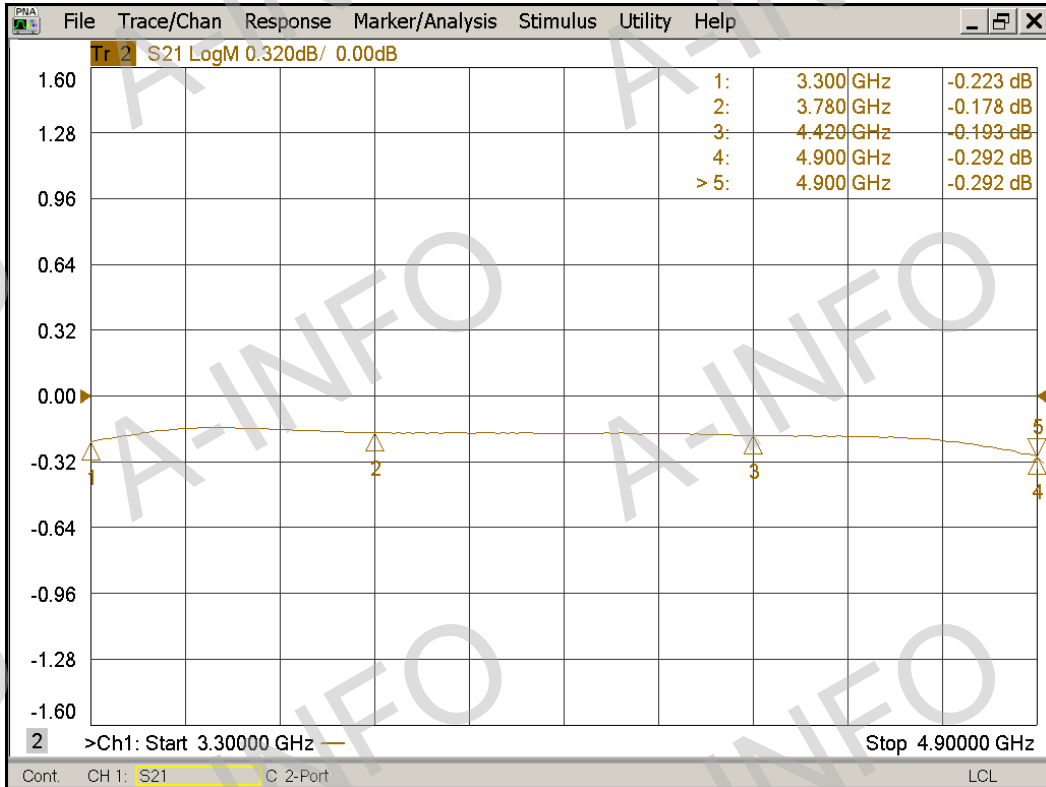 PNA File Trace/Chan Response Marker/Analysis Stimulus Utility Help
Tr 2 S21 LogM 0.320dB/ 0.00dB
1: 3.300 GHz -0.223 dB
2: 3.780 GHz -0.178 dB
3: 4.420 GHz -0.193 dB
4: 4.900 GHz -0.292 dB
> 5: 4.900 GHz -0.292 dB
1.60
1.28
0.96
0.64
0.32
0.00
-0.32
-0.64
-0.96
-1.28
-1.60
1
2
3
5
4
2 >Ch1: Start 3.30000 GHz — Stop 4.90000 GHz
Cont. CH 1: S21 C 2-Port LCL
A-INFO
A-INFO
A-INFO
A-INFO
A-INFO
A-INFO